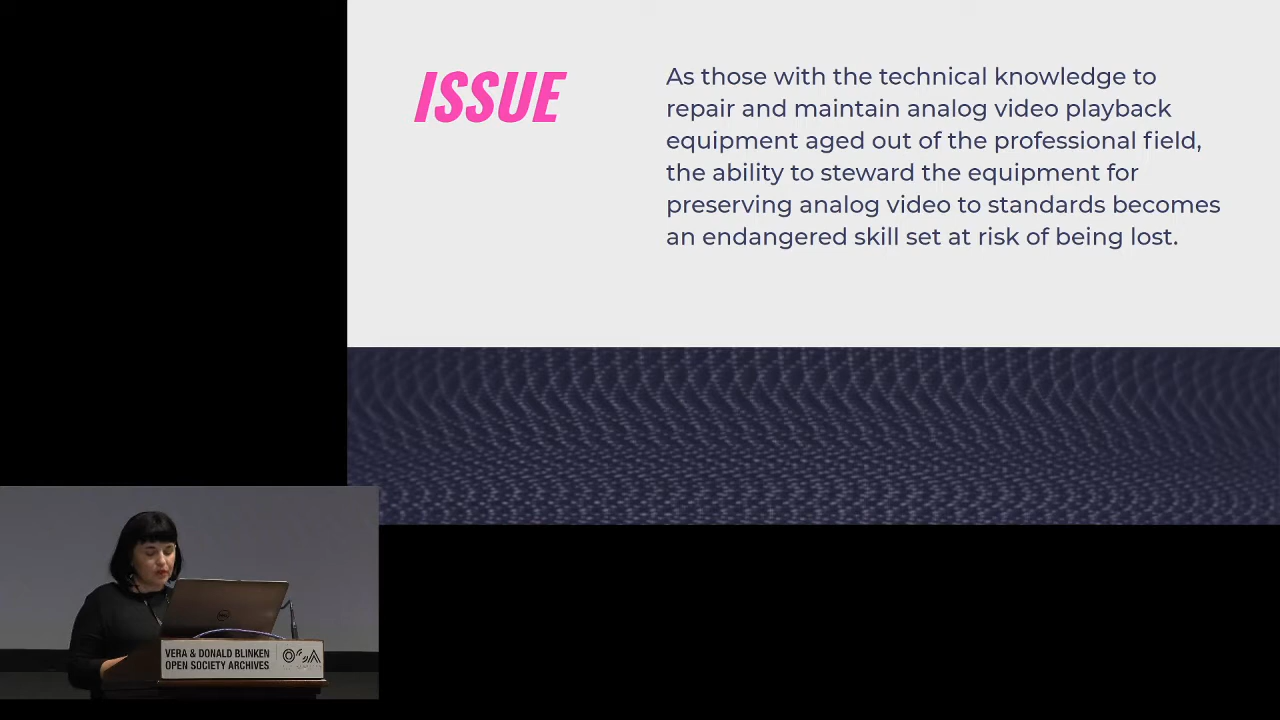 ISSUE
As those with the technical knowledge to
repair and maintain analog video playback
equipment aged out of the professional field,
the ability to steward the equipment for
preserving analog video to standards becomes
an endangered skill set at risk of being lost.
VERA & DONALD BLINKEN
OPEN SOCIETY ARCHIVES